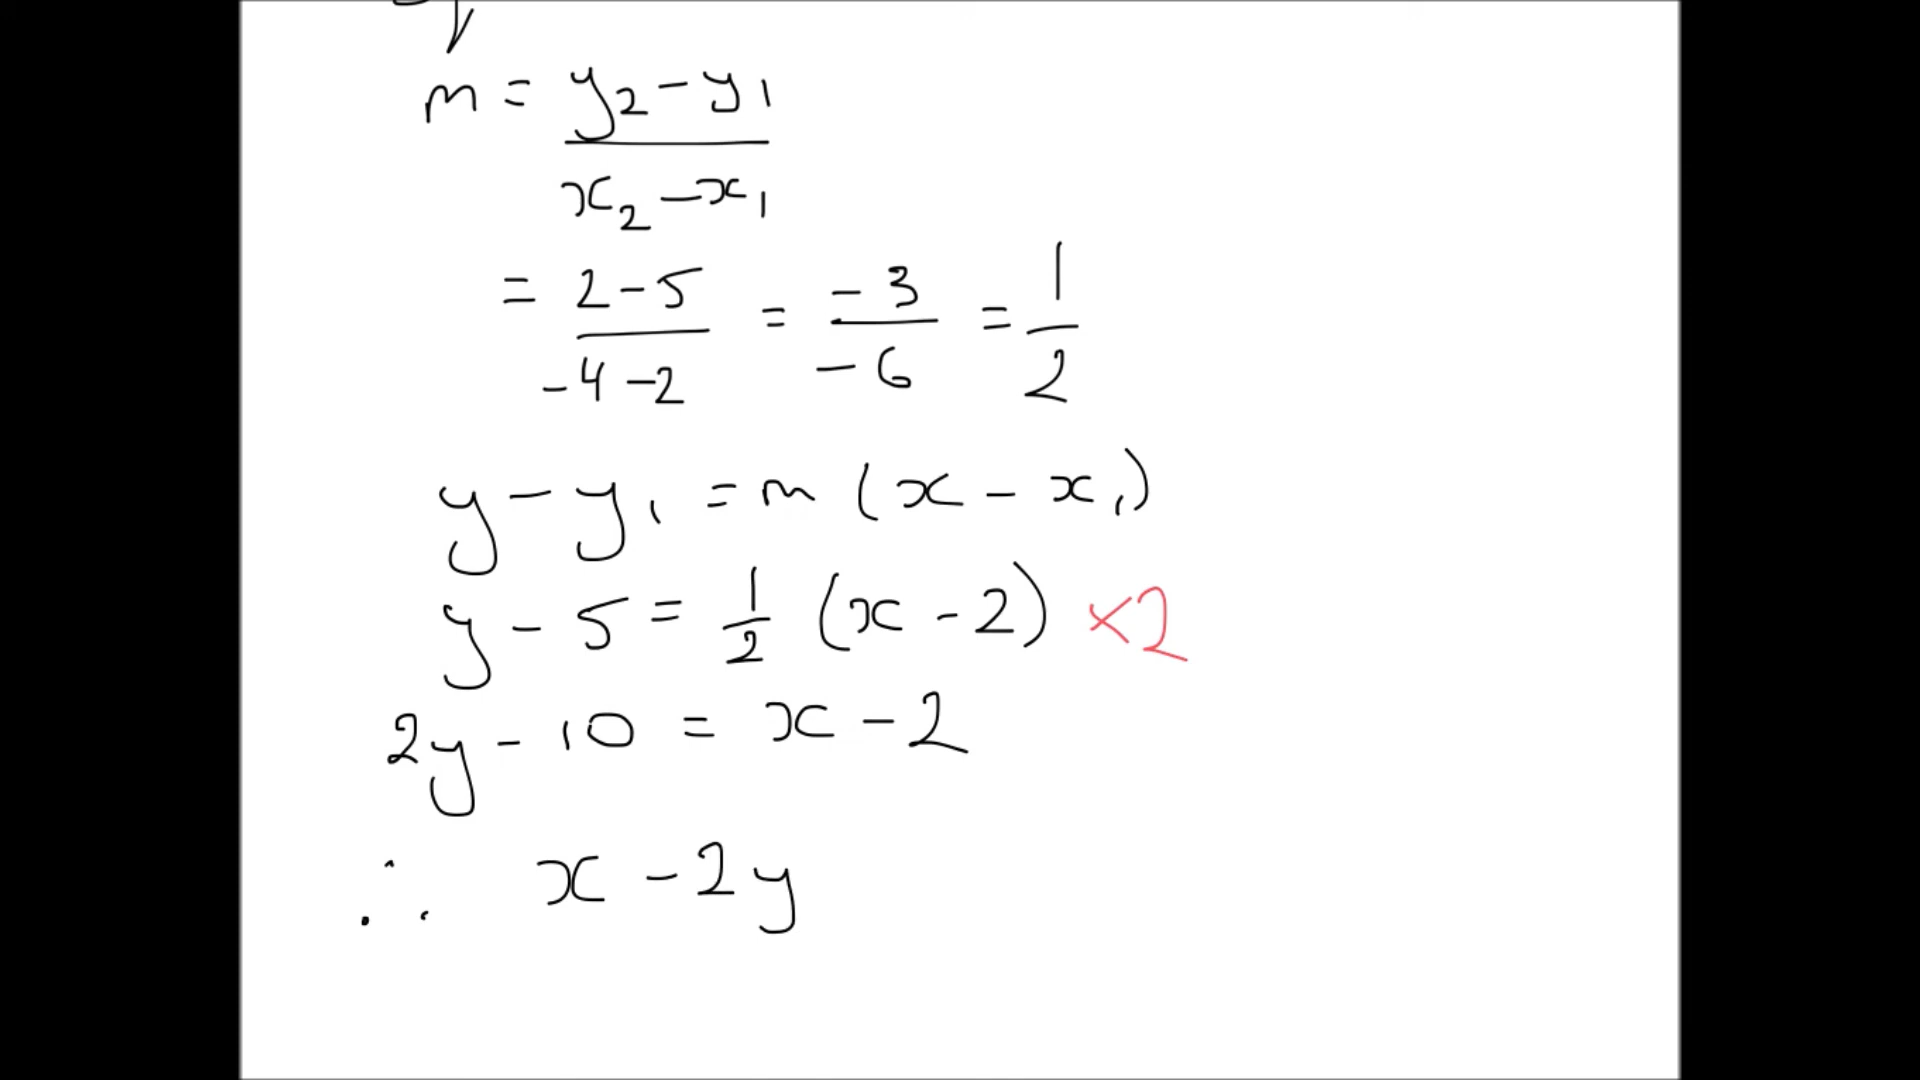 m = y₂ - y₁ / x₂ - x₁
= 2 - 5 / -4 - 2 = -3 / -6 = 1 / 2
y - y₁ = m (x - x₁)
y - 5 = 1/2 (x - 2) ×2
2y - 10 = x - 2
∴ x - 2y